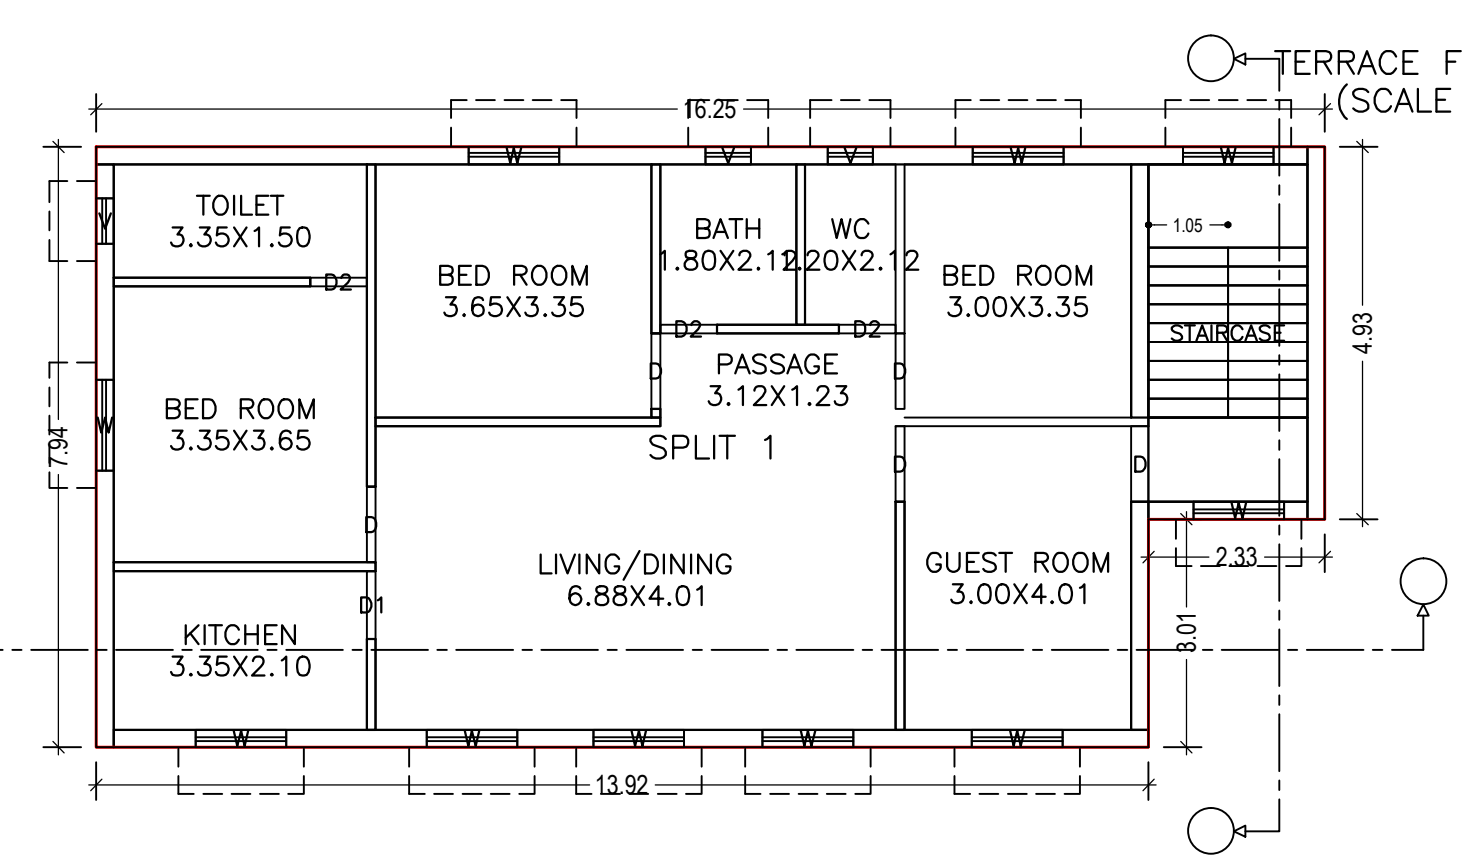 TERRACE F
(SCALE
16.25
W
V
V
W
W
TOILET
3.35X1.50
V
BATH
1.80X2.12
WC
1.20X2.12
1.05
BED ROOM
3.65X3.35
BED ROOM
3.00X3.35
D2
D2
D2
STAIRCASE
4.93
PASSAGE
3.12X1.23
D
D
BED ROOM
3.35X3.65
W
7.94
SPLIT 1
D
D
D
W
LIVING/DINING
6.88X4.01
GUEST ROOM
3.00X4.01
2.33
D1
KITCHEN
3.35X2.10
3.01
W
W
W
W
W
13.92